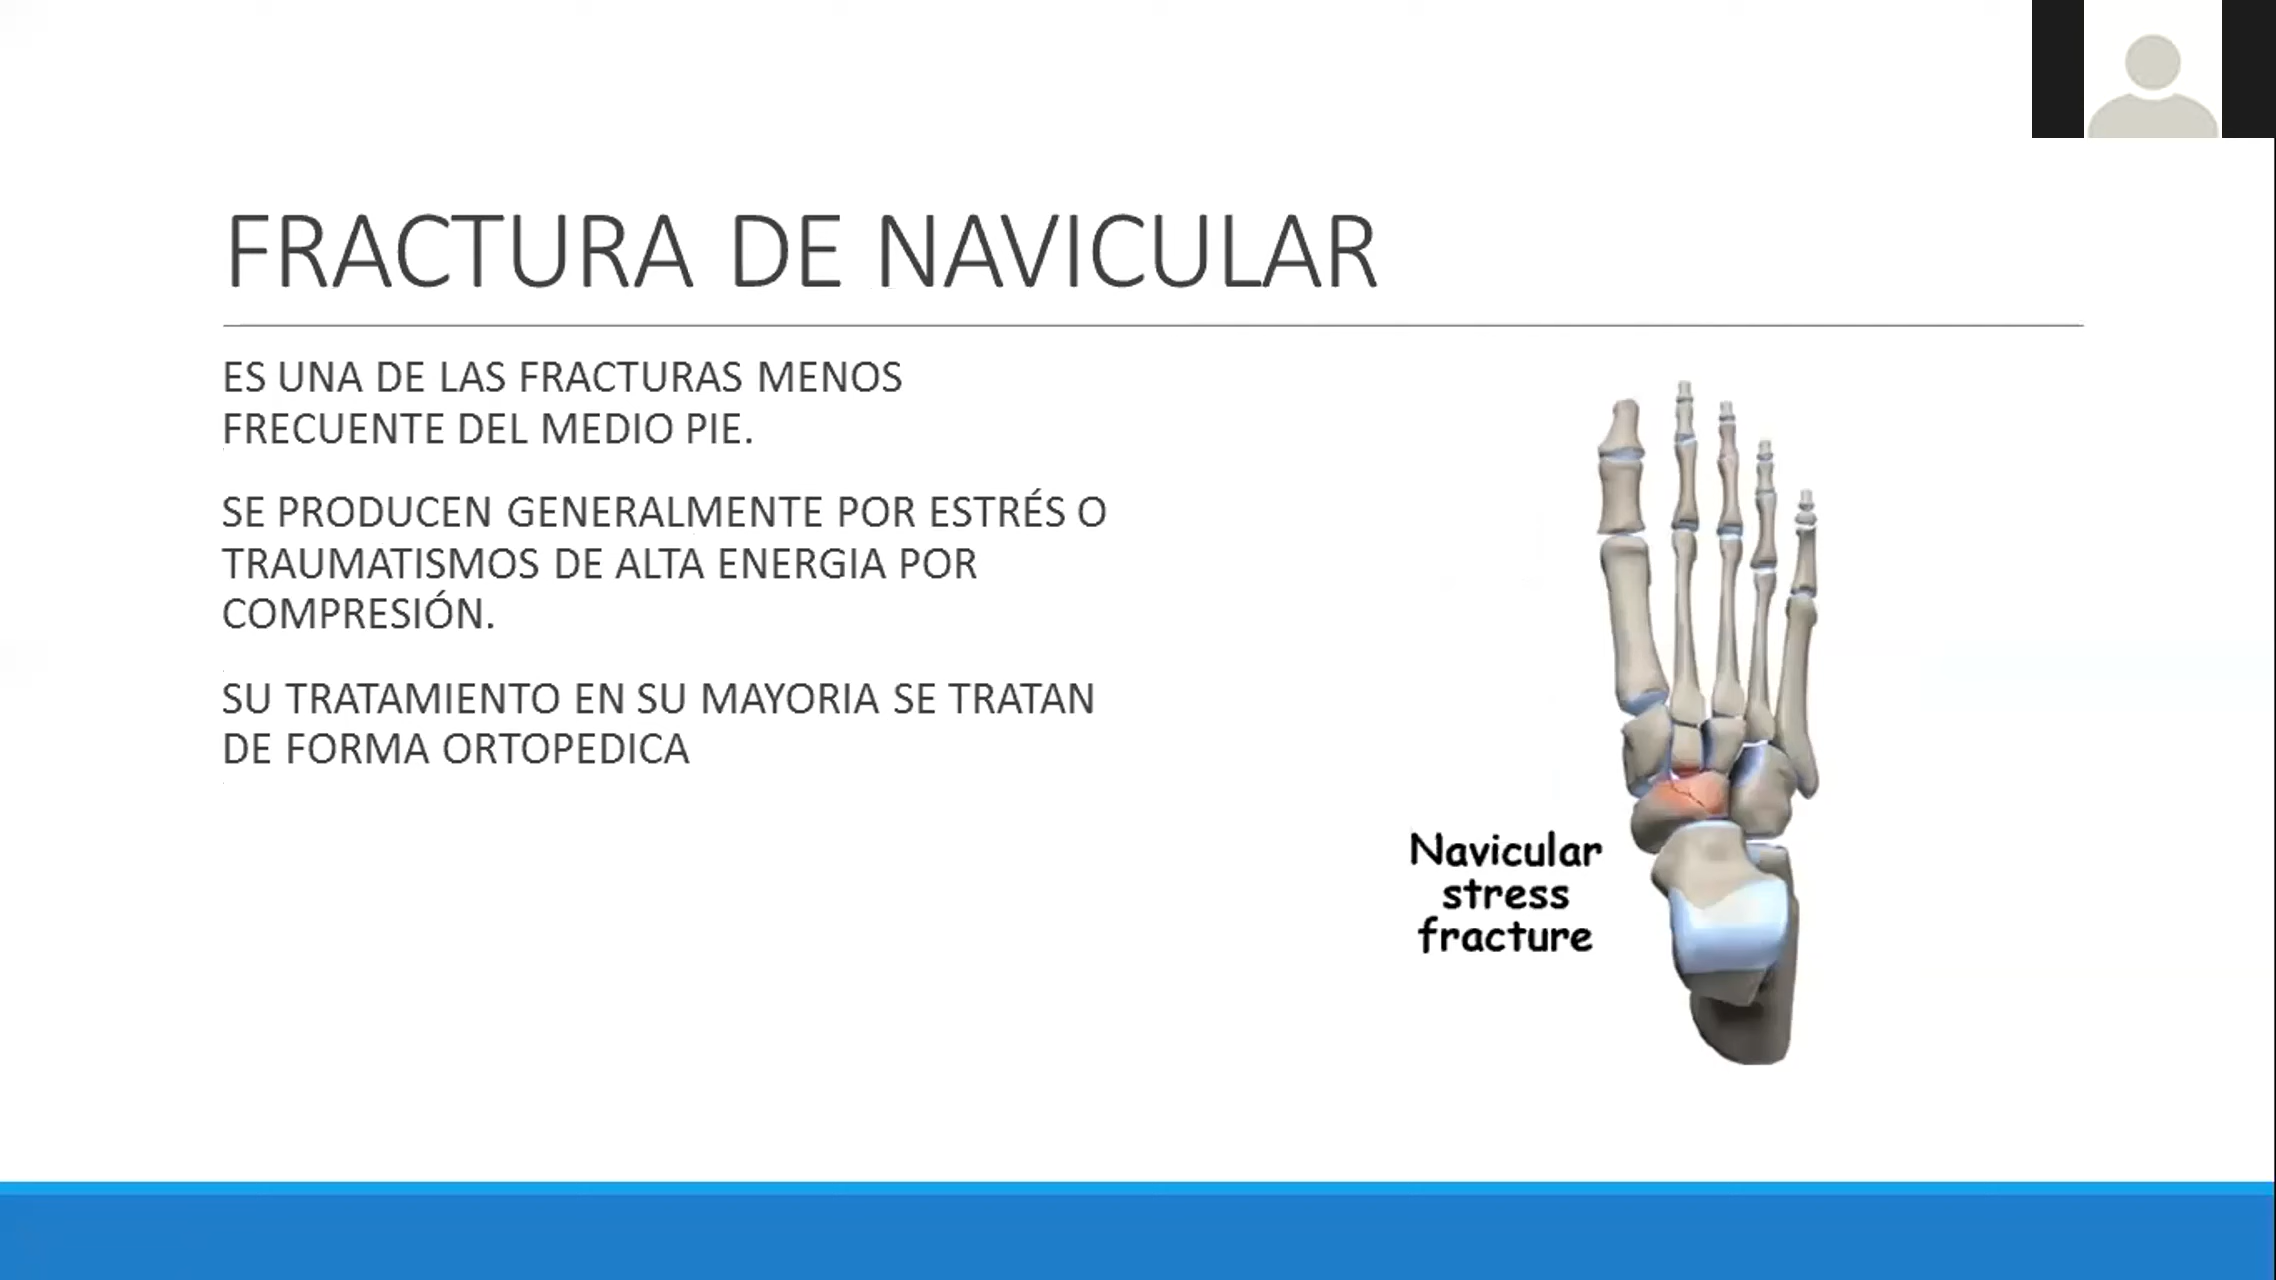 FRACTURA DE NAVICULAR
ES UNA DE LAS FRACTURAS MENOS
FRECUENTE DEL MEDIO PIE.
SE PRODUCEN GENERALMENTE POR ESTRÉS O
TRAUMATISMOS DE ALTA ENERGIA POR
COMPRESIÓN.
SU TRATAMIENTO EN SU MAYORIA SE TRATAN
DE FORMA ORTOPEDICA
Navicular
stress
fracture